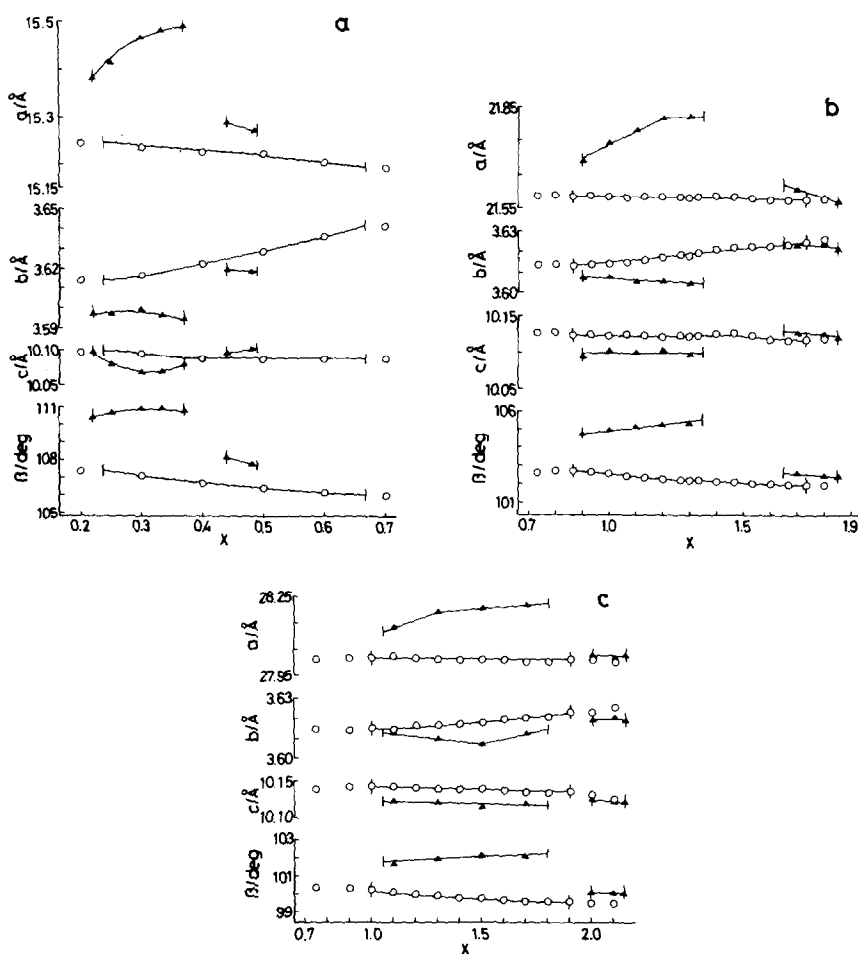 a
15.5
15.3
15.15
a/Å
3.65
3.62
3.59
b/Å
10.10
10.05
c/Å
111
108
105
β/deg
0.2 0.3 0.4 0.5 0.6 0.7
X
b
21.85
21.55
a/Å
3.63
3.60
b/Å
10.15
10.05
c/Å
106
101
β/deg
0.7 1.0 1.5 1.9
X
c
28.25
27.95
a/Å
3.63
3.60
b/Å
10.15
10.10
c/Å
103
101
99
β/deg
0.7 1.0 1.5 2.0
X